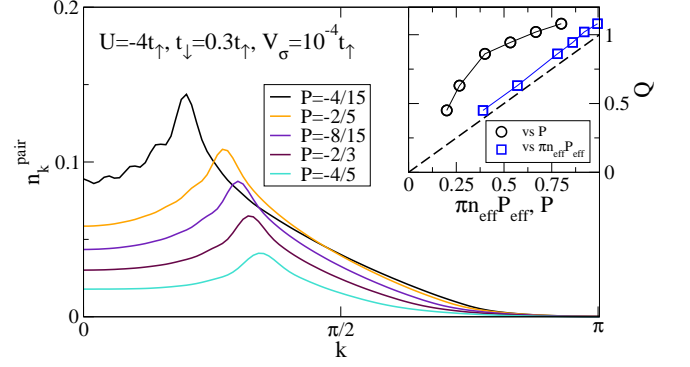 U=-4t↑, t↓=0.3t↑, Vσ=10⁻⁴t↑
0.2
0.1
0
n_k^pair
0
π/2
π
k
P=-4/15
P=-2/5
P=-8/15
P=-2/3
P=-4/5
1
0.5
0
Q
0
0.25
0.5
0.75
πn_eff P_eff, P
vs P
vs πn_eff P_eff